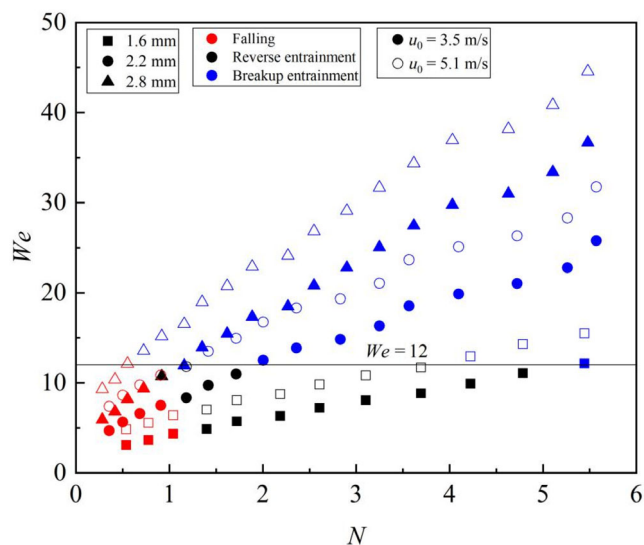 50
40
30
20
10
0
We
1.6 mm
2.2 mm
2.8 mm
Falling
Reverse entrainment
Breakup entrainment
u₀ = 3.5 m/s
u₀ = 5.1 m/s
We = 12
0 1 2 3 4 5 6
N